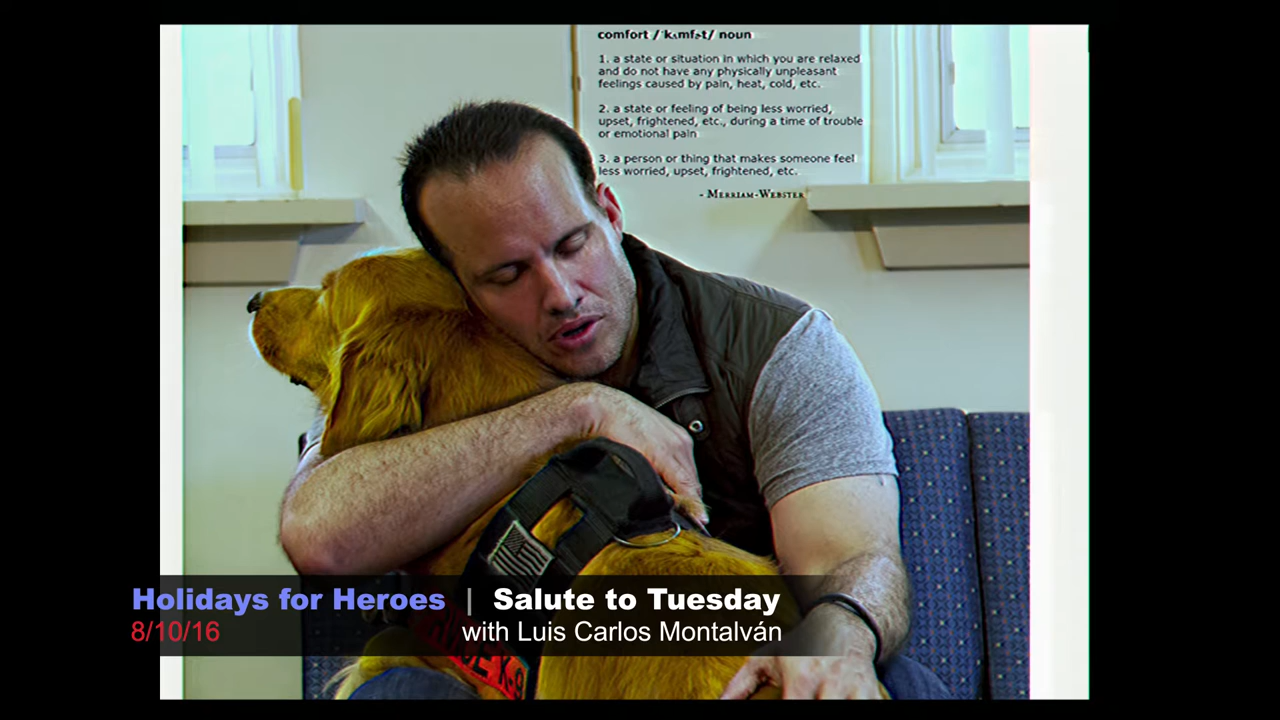 comfort /ˈkʌmfət/ noun
1. a state or situation in which you are relaxed
and do not have any physically unpleasant
feelings caused by pain, heat, cold, etc.
2. a state or feeling of being less worried,
upset, frightened, etc., during a time of trouble
or emotional pain
3. a person or thing that makes someone feel
less worried, upset, frightened, etc.
- Merriam-Webster
Holidays for Heroes | Salute to Tuesday
8/10/16 with Luis Carlos Montalván
K-9